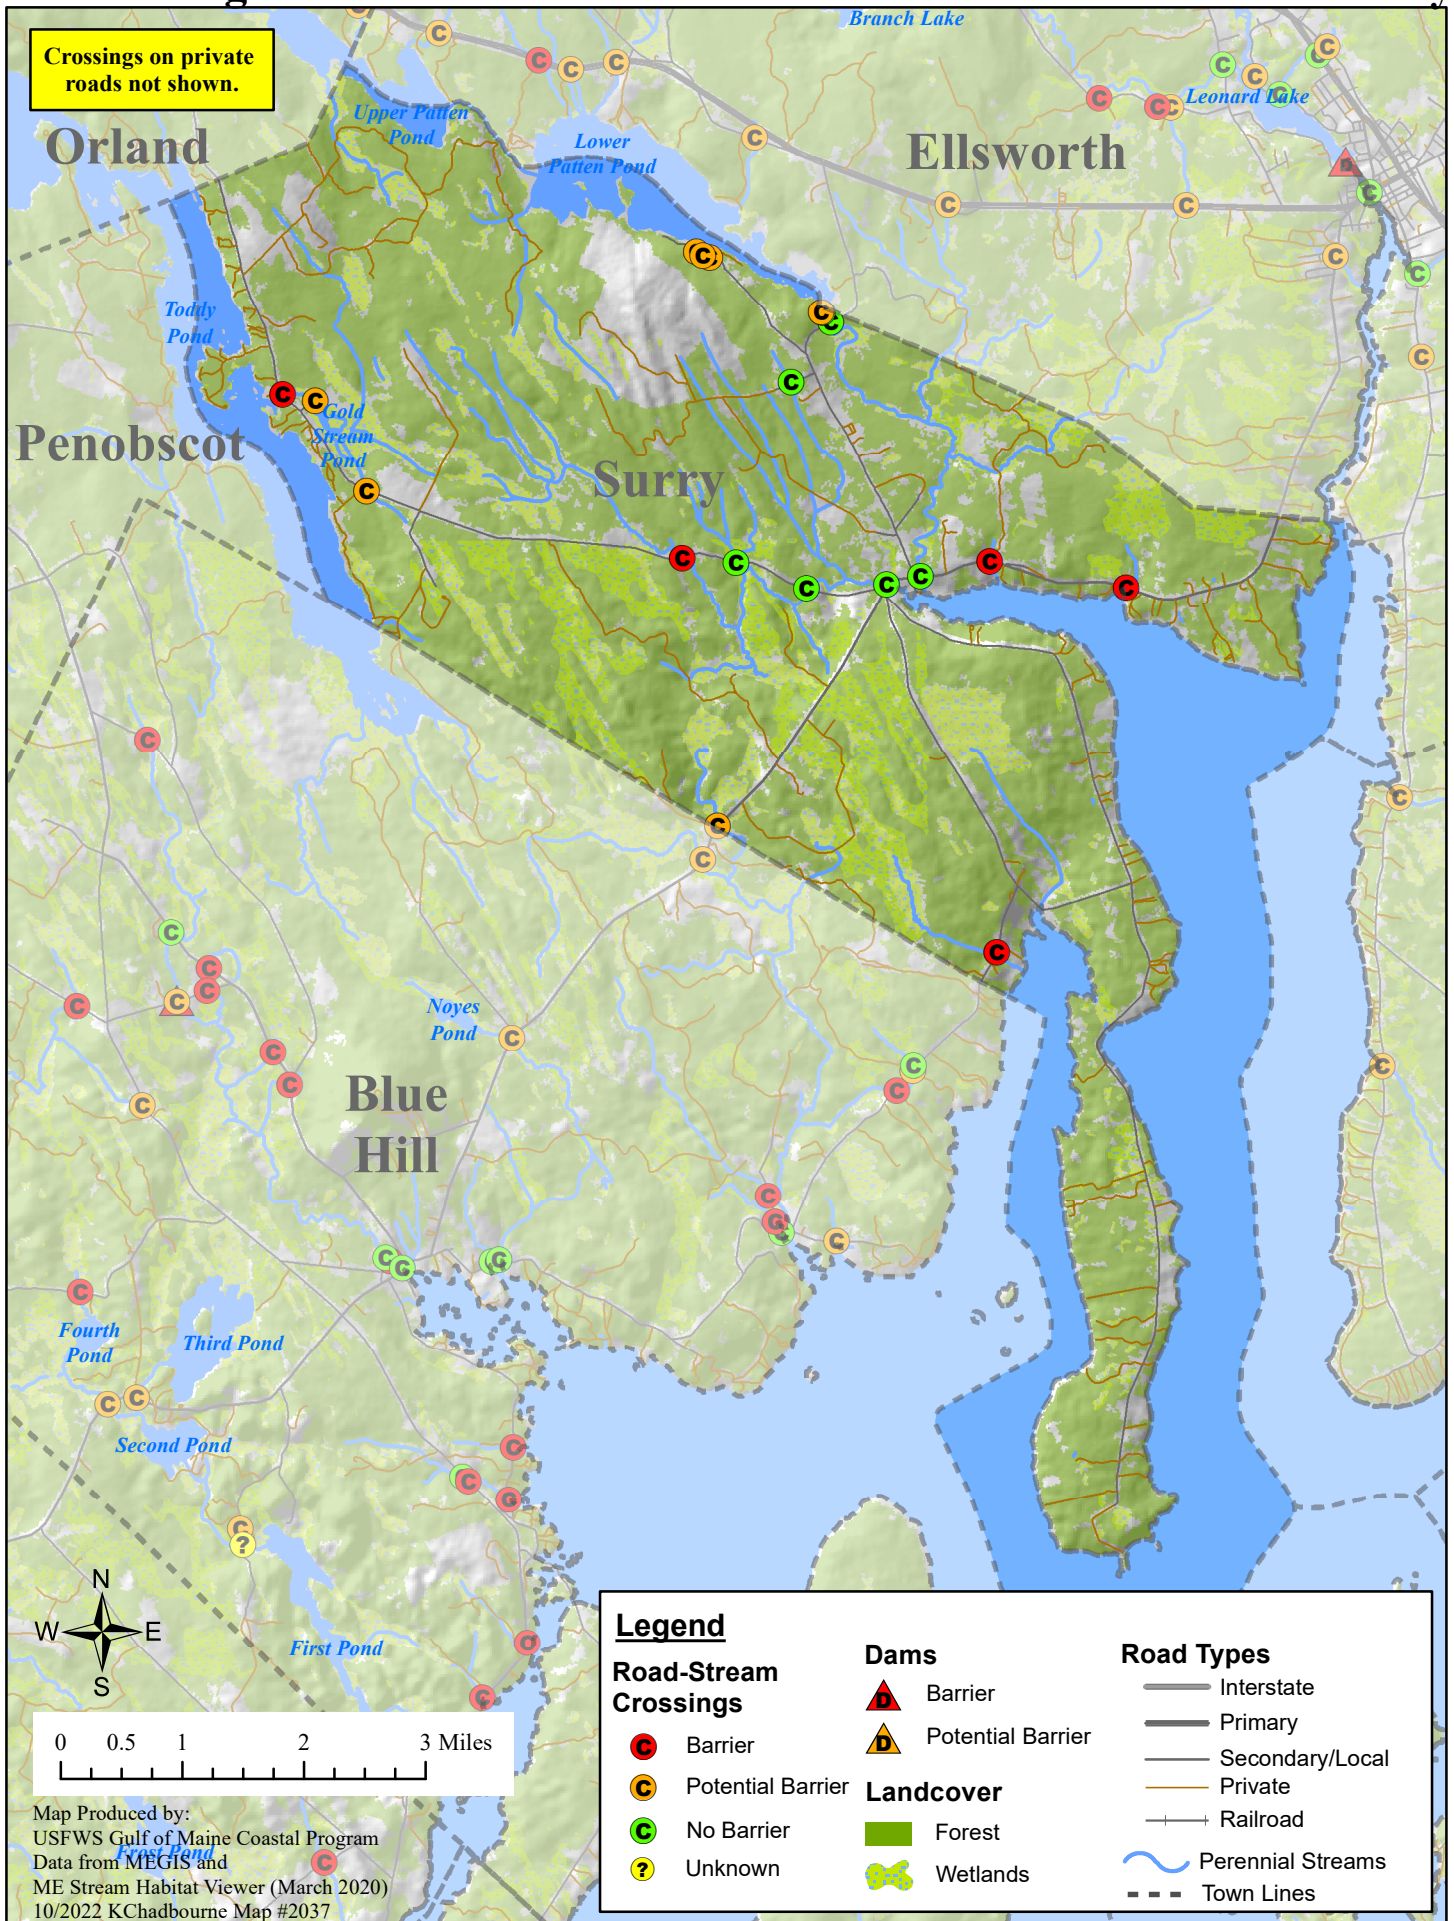 Crossings on private
roads not shown.
Branch Lake
Leonard Lake
Upper Patten
Pond
Lower
Patten Pond
Orland
Ellsworth
Toddy
Pond
Gold
Stream
Pond
Penobscot
Surry
Noyes
Pond
Blue
Hill
Fourth
Pond
Third Pond
Second Pond
First Pond
Frost Pond
N
W E
S
0 0.5 1 2 3 Miles
Map Produced by:
USFWS Gulf of Maine Coastal Program
Data from MEGIS and
ME Stream Habitat Viewer (March 2020)
10/2022 KChadbourne Map #2037
Legend
Road-Stream
Crossings
C Barrier
C Potential Barrier
C No Barrier
? Unknown
Dams
D Barrier
D Potential Barrier
Landcover
Forest
Wetlands
Road Types
Interstate
Primary
Secondary/Local
Private
Railroad
Perennial Streams
Town Lines